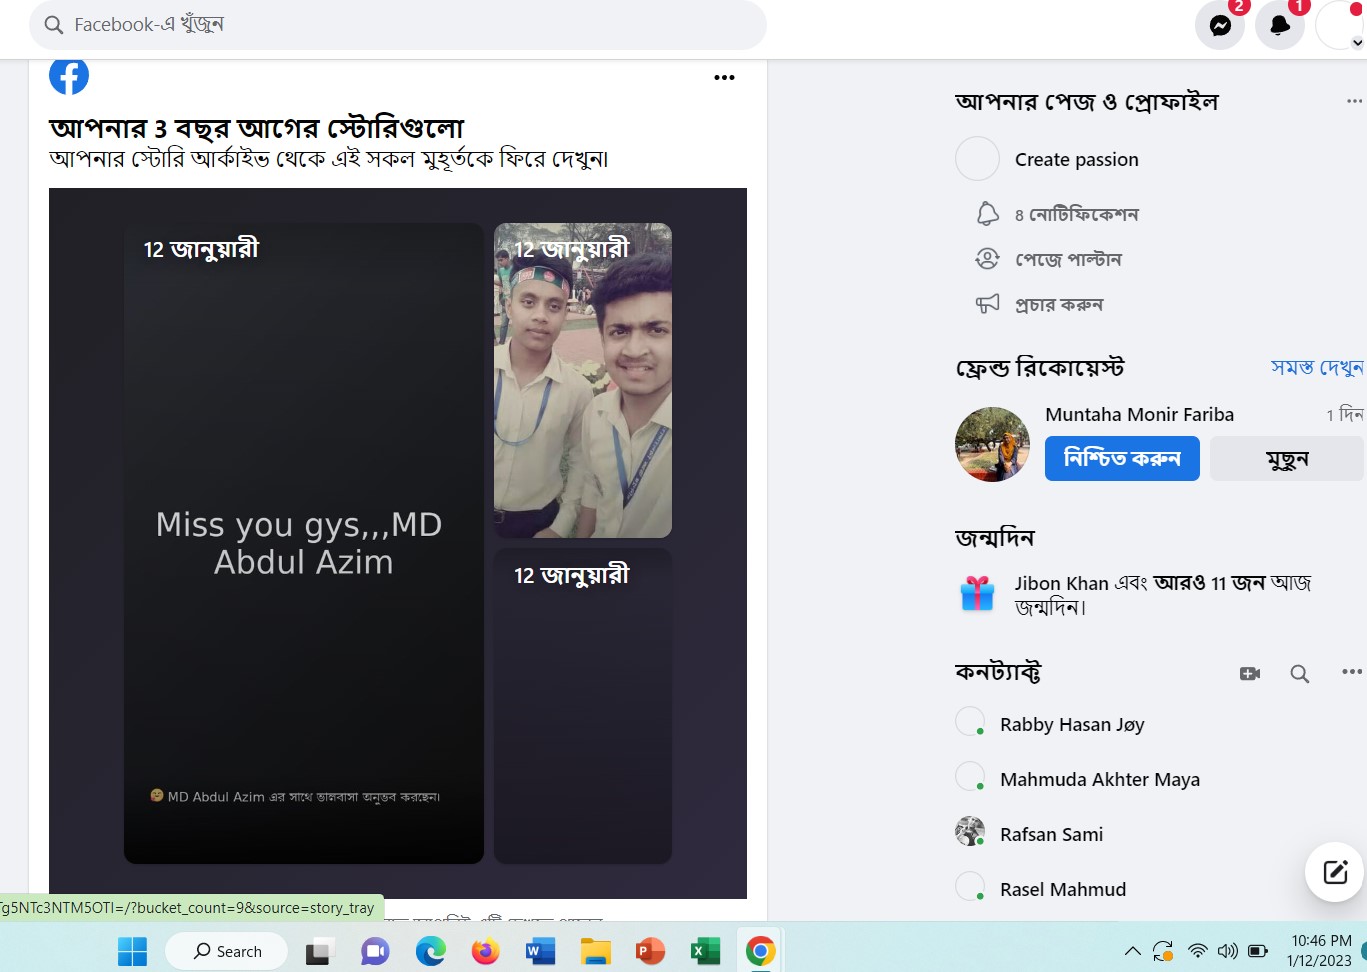 Facebook-এ খুঁজুন
2
1
আপনার 3 বছর আগের স্টোরিগুলো
আপনার স্টোরি আর্কাইভ থেকে এই সকল মুহূর্তকে ফিরে দেখুন।
12 জানুয়ারী
Miss you gys,,,MD
Abdul Azim
MD Abdul Azim এর সাথে ভালবাসা অনুভব করছেন।
12 জানুয়ারী
12 জানুয়ারী
আপনার পেজ ও প্রোফাইল
Create passion
8 নোটিফিকেশন
পেজে পাল্টান
প্রচার করুন
ফ্রেন্ড রিকোয়েস্ট সমস্ত দেখুন
Muntaha Monir Fariba 1 দিন
নিশ্চিত করুন মুছুন
জন্মদিন
Jibon Khan এবং আরও 11 জন আজ
জন্মদিন।
কনট্যাক্ট
Rabby Hasan Jøy
Mahmuda Akhter Maya
Rafsan Sami
Rasel Mahmud
g5NTc3NTM5OTI=/?bucket_count=9&source=story_tray
Search
10:46 PM
1/12/2023